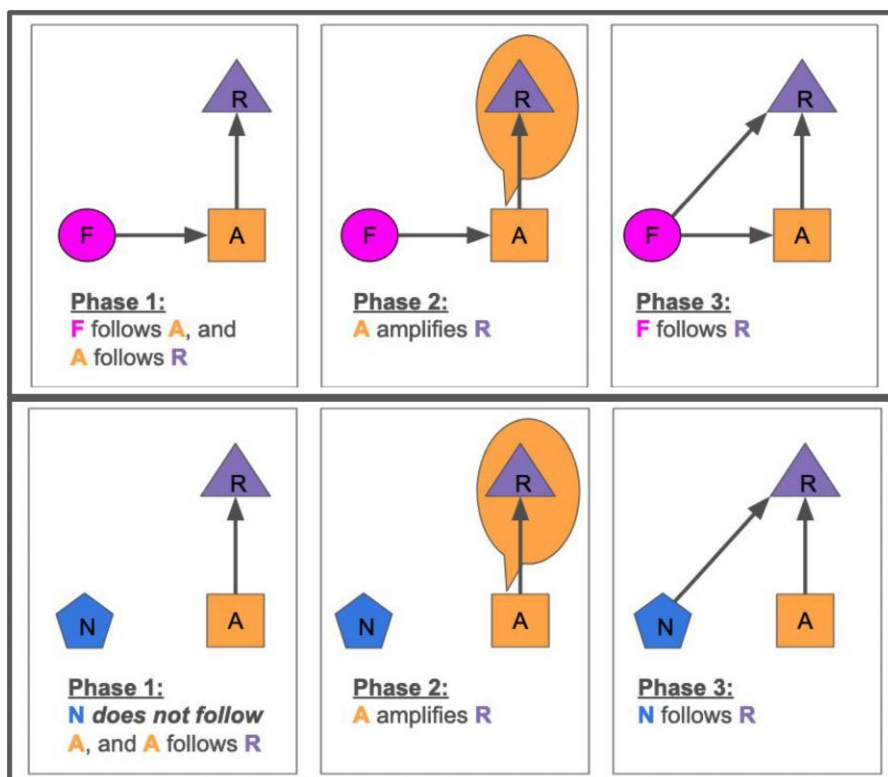 R
R
R
F
A
F
A
F
A
Phase 1:
F follows A, and
A follows R
Phase 2:
A amplifies R
Phase 3:
F follows R
R
R
R
N
A
N
A
N
A
Phase 1:
N does not follow
A, and A follows R
Phase 2:
A amplifies R
Phase 3:
N follows R